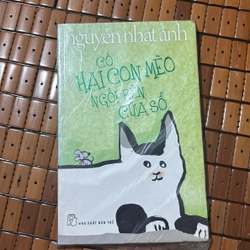 nguyễn nhật ánh
CÓ
HAI CON MÈO
NGỒI BÊN
CỬA SỔ
NHÀ XUẤT BẢN TRẺ